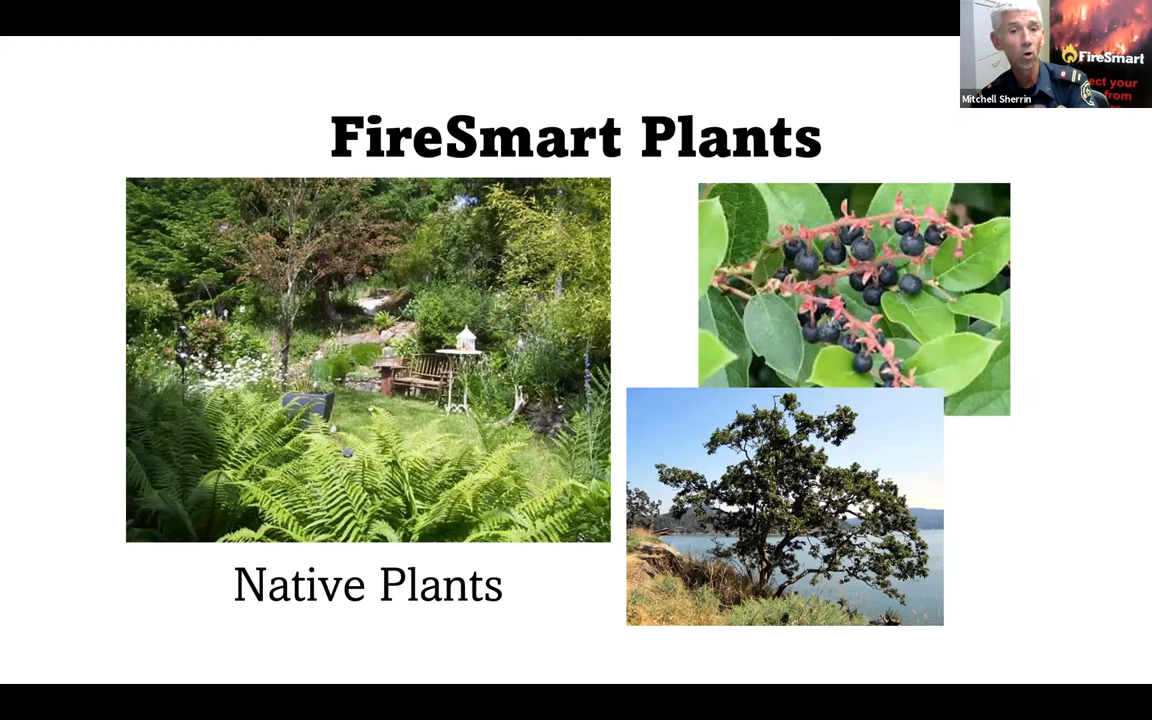 FireSmart
ect your
from
Mitchell Sherrin
FireSmart Plants
Native Plants